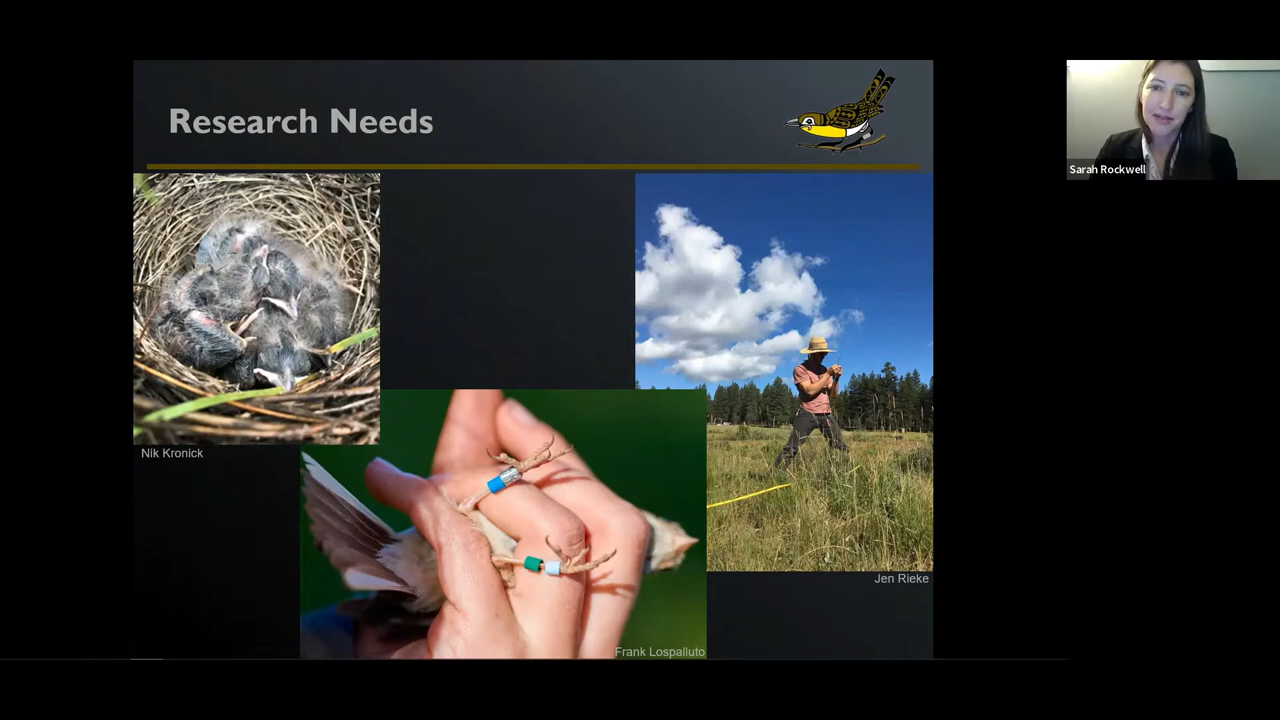 Research Needs
Sarah Rockwell
Nik Kronick
Jen Rieke
Frank Lospalluto